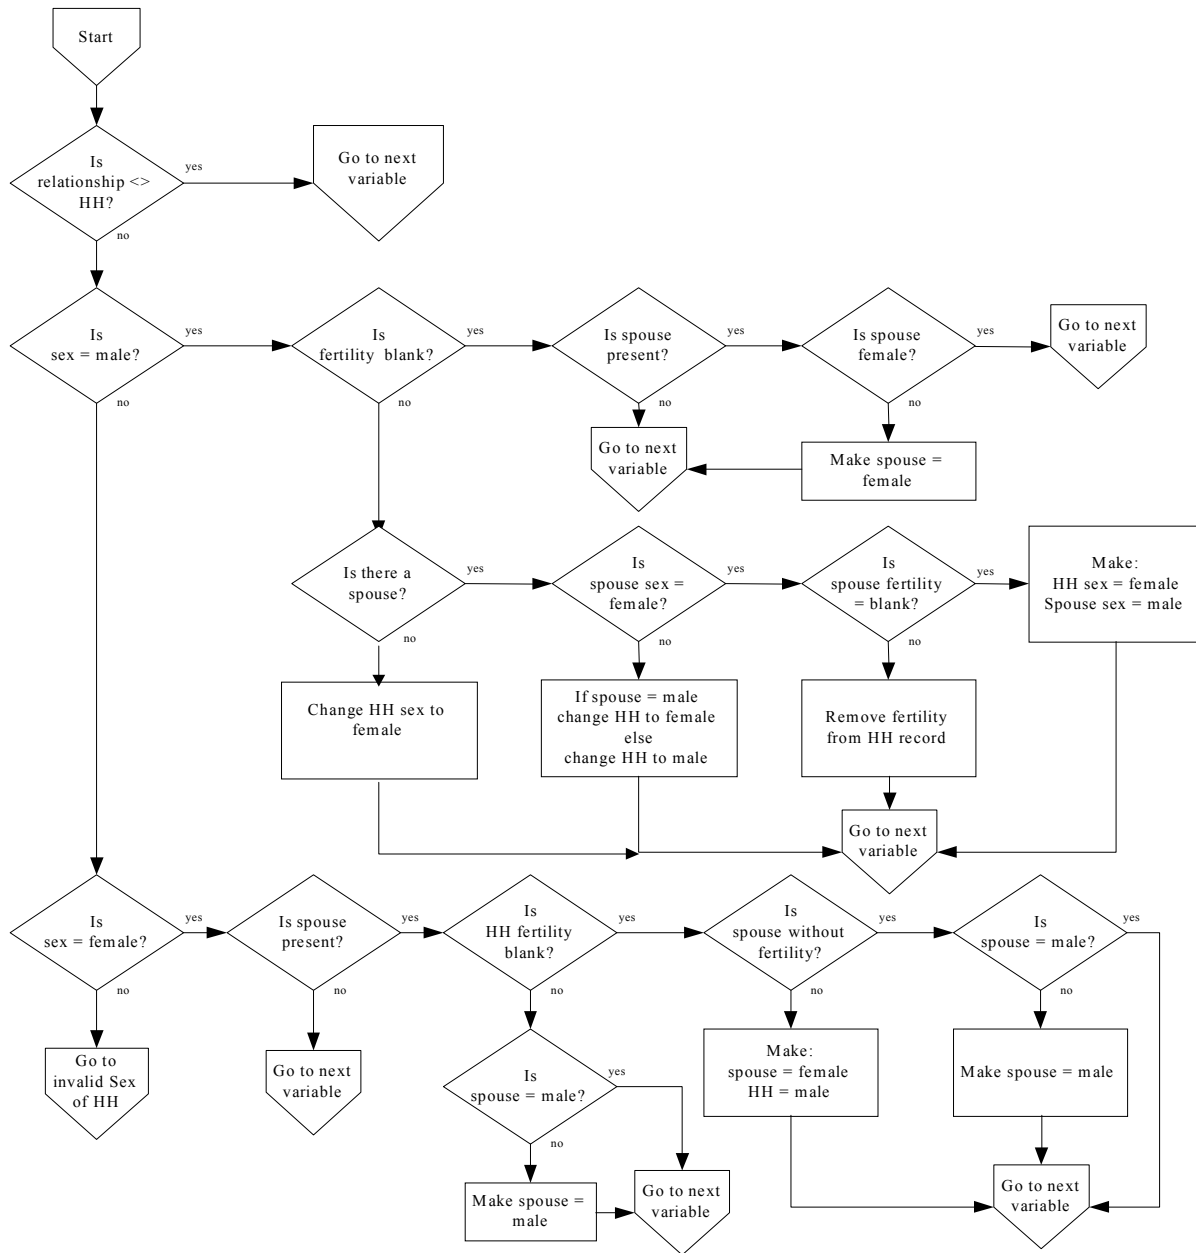 Start
Is
relationship <>
HH?
yes
Go to next
variable
no
Is
sex = male?
yes
Is
fertility blank?
yes
Is spouse
present?
yes
Is spouse
female?
yes
Go to next
variable
no
no
no
no
Go to next
variable
Make spouse =
female
Is there a
spouse?
yes
Is
spouse sex =
female?
yes
Is
spouse fertility
= blank?
yes
Make:
HH sex = female
Spouse sex = male
no
no
no
Change HH sex to
female
If spouse = male
change HH to female
else
change HH to male
Remove fertility
from HH record
Go to next
variable
Is
sex = female?
yes
Is spouse
present?
yes
Is
HH fertility
blank?
yes
Is
spouse without
fertility?
yes
Is
spouse = male?
yes
no
no
no
no
no
Go to
invalid Sex
of HH
Go to next
variable
Is
spouse = male?
yes
Make:
spouse = female
HH = male
Make spouse = male
no
Make spouse =
male
Go to next
variable
Go to next
variable